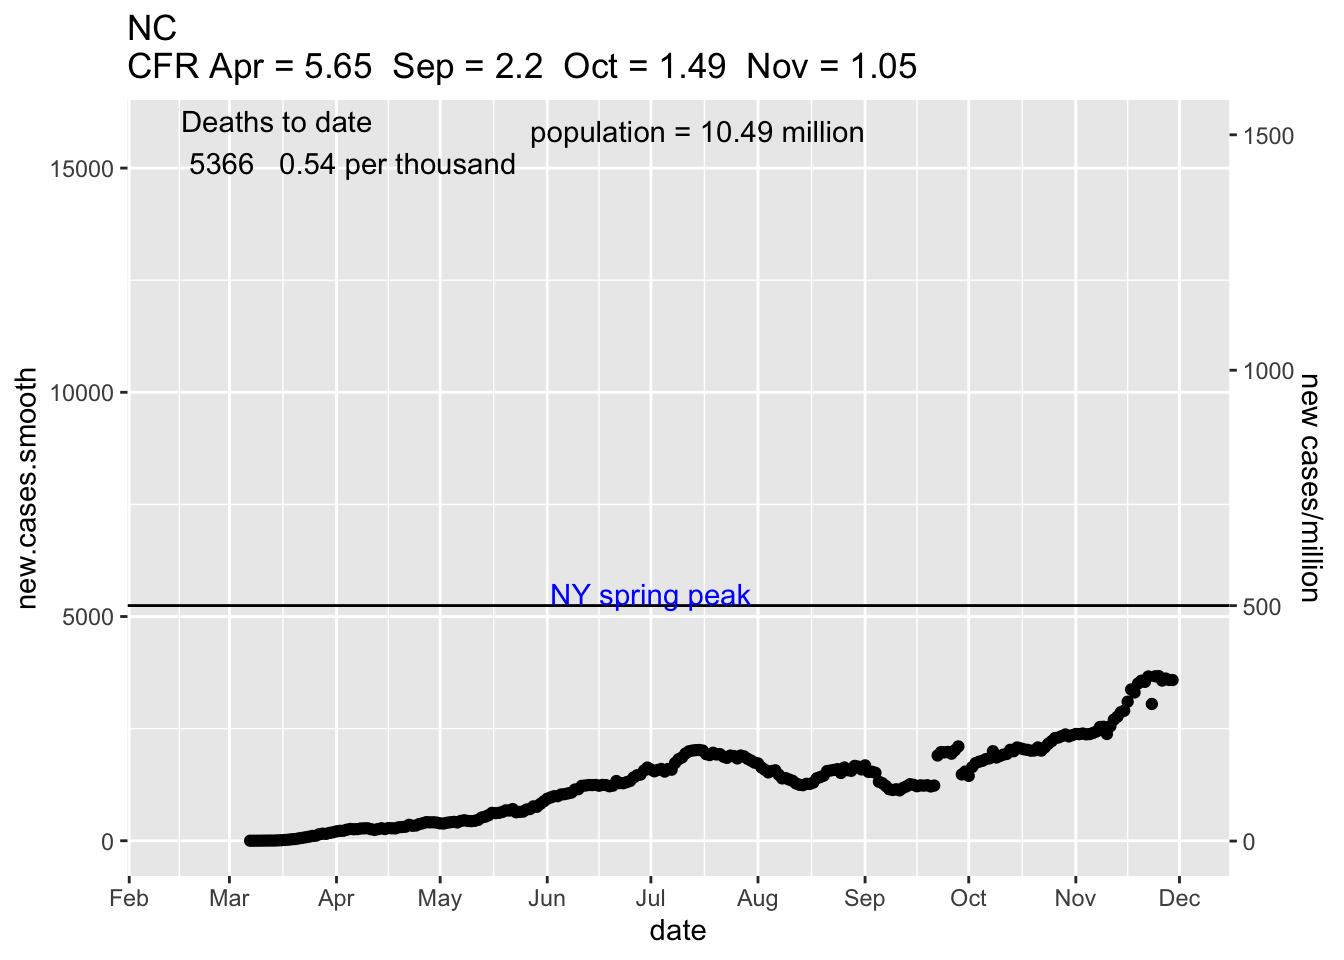 NC
CFR Apr = 5.65  Sep = 2.2  Oct = 1.49  Nov = 1.05
Deaths to date
population = 10.49 million
5366   0.54 per thousand
15000
10000
5000
0
new.cases.smooth
NY spring peak
1500
1000
500
0
new cases/million
Feb Mar Apr May Jun Jul Aug Sep Oct Nov Dec
date